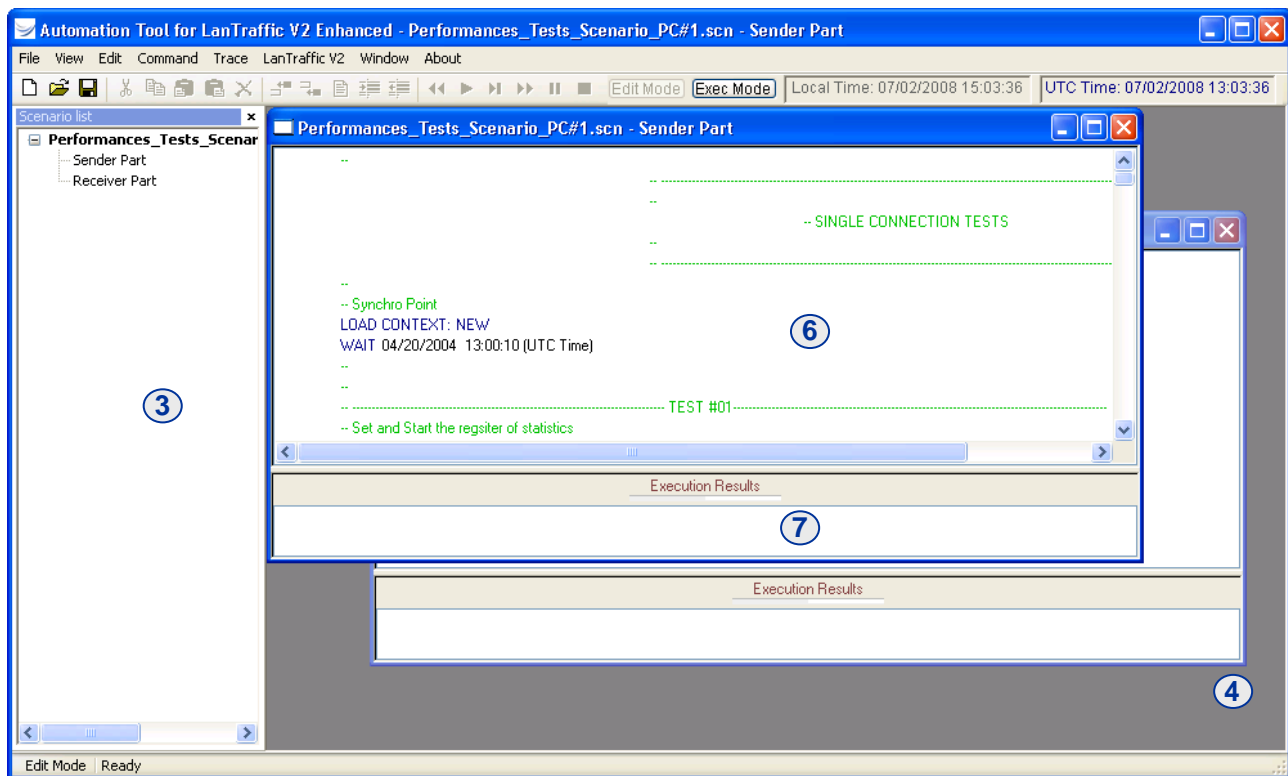 Automation Tool for LanTraffic V2 Enhanced - Performances_Tests_Scenario_PC#1.scn - Sender Part
File View Edit Command Trace LanTraffic V2 Window About
Edit Mode Exec Mode Local Time: 07/02/2008 15:03:36 UTC Time: 07/02/2008 13:03:36
Scenario list
Performances_Tests_Scenar
Sender Part
Receiver Part
3
Performances_Tests_Scenario_PC#1.scn - Sender Part
--
-- ----------------------------------------------------------------
--
-- SINGLE CONNECTION TESTS
--
-- ----------------------------------------------------------------
--
-- Synchro Point
LOAD CONTEXT: NEW
WAIT 04/20/2004 13:00:10 (UTC Time)
--
--
-- ---------------------------------------------------------------- TEST #01----------------------------------------------------------------
-- Set and Start the regsiter of statistics
6
Execution Results
7
Execution Results
4
Edit Mode Ready